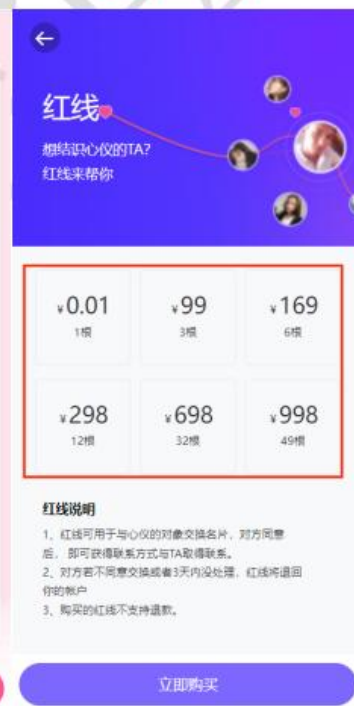 红线
想结识心仪的TA?
红线来帮你
¥0.01 ¥99 ¥169
1根 3根 6根
¥298 ¥698 ¥998
12根 32根 49根
红线说明
1、红线可用于与心仪的对象交换名片，对方同意
后， 即可获得联系方式与TA取得联系。
2、对方若不同意交换或者3天内没处理，红线将退回
你的帐户
3、购买的红线不支持退款。
立即购买